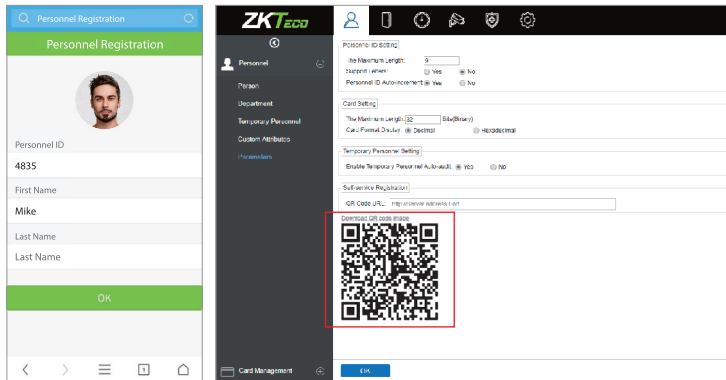 Personnel Registration
Personnel Registration
Personnel ID
4835
First Name
Mike
Last Name
Last Name
OK
1
ZKTeco
Personnel
Person
Department
Temporary Personnel
Custom Attributes
Parameters
Card Management
Personnel ID Setting
The Maximum Length: 9
Support Letters: Yes No
Personnel ID Auto-increment: Yes No
Card Setting
The Maximum Length: 32 Bits(Binary)
Card Format Display: Decimal Hexadecimal
Temporary Personnel Setting
Enable Temporary Personnel Auto-audit: Yes No
Self-service Registration
QR Code URL:
Download QR code image
OK